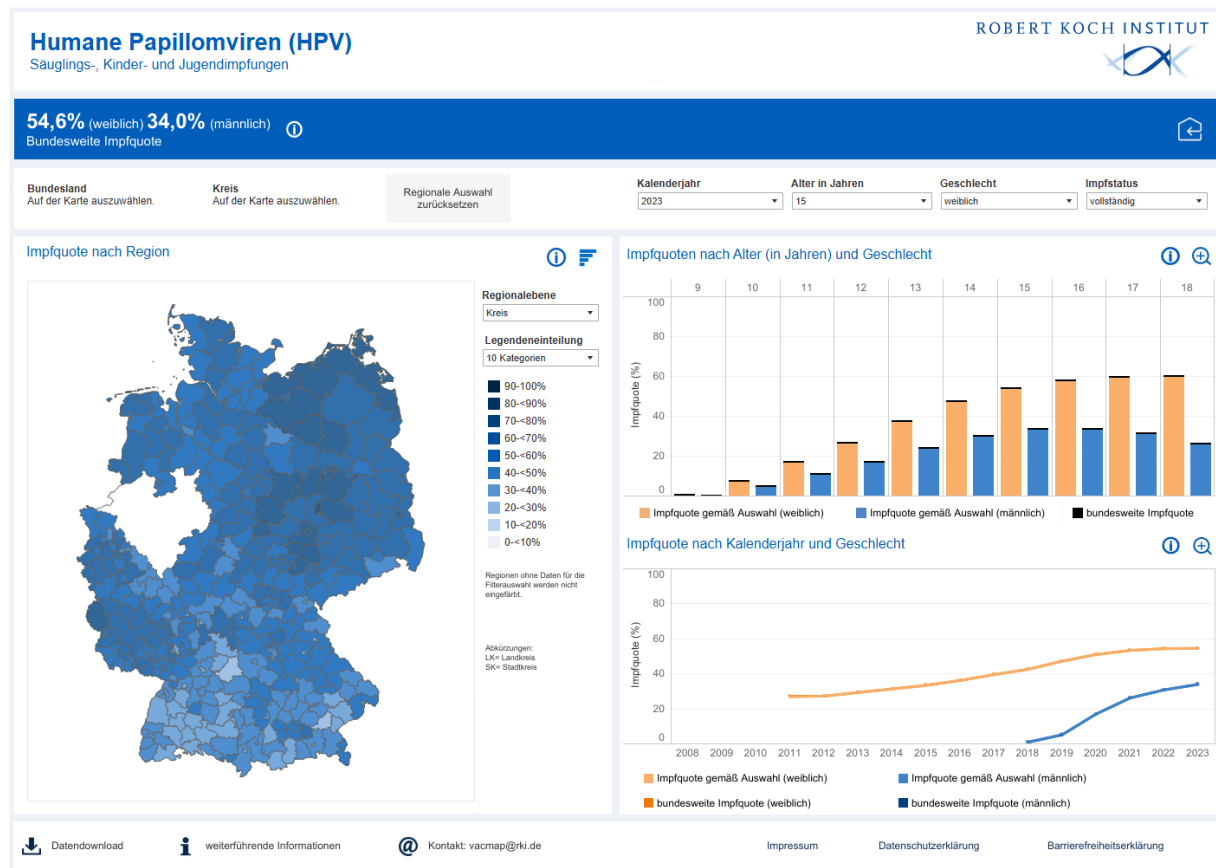 Humane Papillomviren (HPV)
Säuglings-, Kinder- und Jugendimpfungen
ROBERT KOCH INSTITUT
54,6% (weiblich) 34,0% (männlich)
Bundesweite Impfquote
Bundesland
Auf der Karte auszuwählen.
Kreis
Auf der Karte auszuwählen.
Regionale Auswahl
zurücksetzen
Kalenderjahr
2023
Alter in Jahren
15
Geschlecht
weiblich
Impfstatus
vollständig
Impfquote nach Region
Regionalebene
Kreis
Legendeneinteilung
10 Kategorien
90-100%
80-<90%
70-<80%
60-<70%
50-<60%
40-<50%
30-<40%
20-<30%
10-<20%
0-<10%
Regionen ohne Daten für die
Filterauswahl werden nicht
eingefärbt.
Abkürzungen:
LK= Landkreis
SK= Stadtkreis
Impfquoten nach Alter (in Jahren) und Geschlecht
9 10 11 12 13 14 15 16 17 18
Impfquote (%)
100
80
60
40
20
0
Impfquote gemäß Auswahl (weiblich) Impfquote gemäß Auswahl (männlich) bundesweite Impfquote
Impfquote nach Kalenderjahr und Geschlecht
Impfquote (%)
100
80
60
40
20
0
2008 2009 2010 2011 2012 2013 2014 2015 2016 2017 2018 2019 2020 2021 2022 2023
Impfquote gemäß Auswahl (weiblich) Impfquote gemäß Auswahl (männlich)
bundesweite Impfquote (weiblich) bundesweite Impfquote (männlich)
Datendownload weiterführende Informationen @ Kontakt: vacmap@rki.de Impressum Datenschutzerklärung Barrierefreiheitserklärung